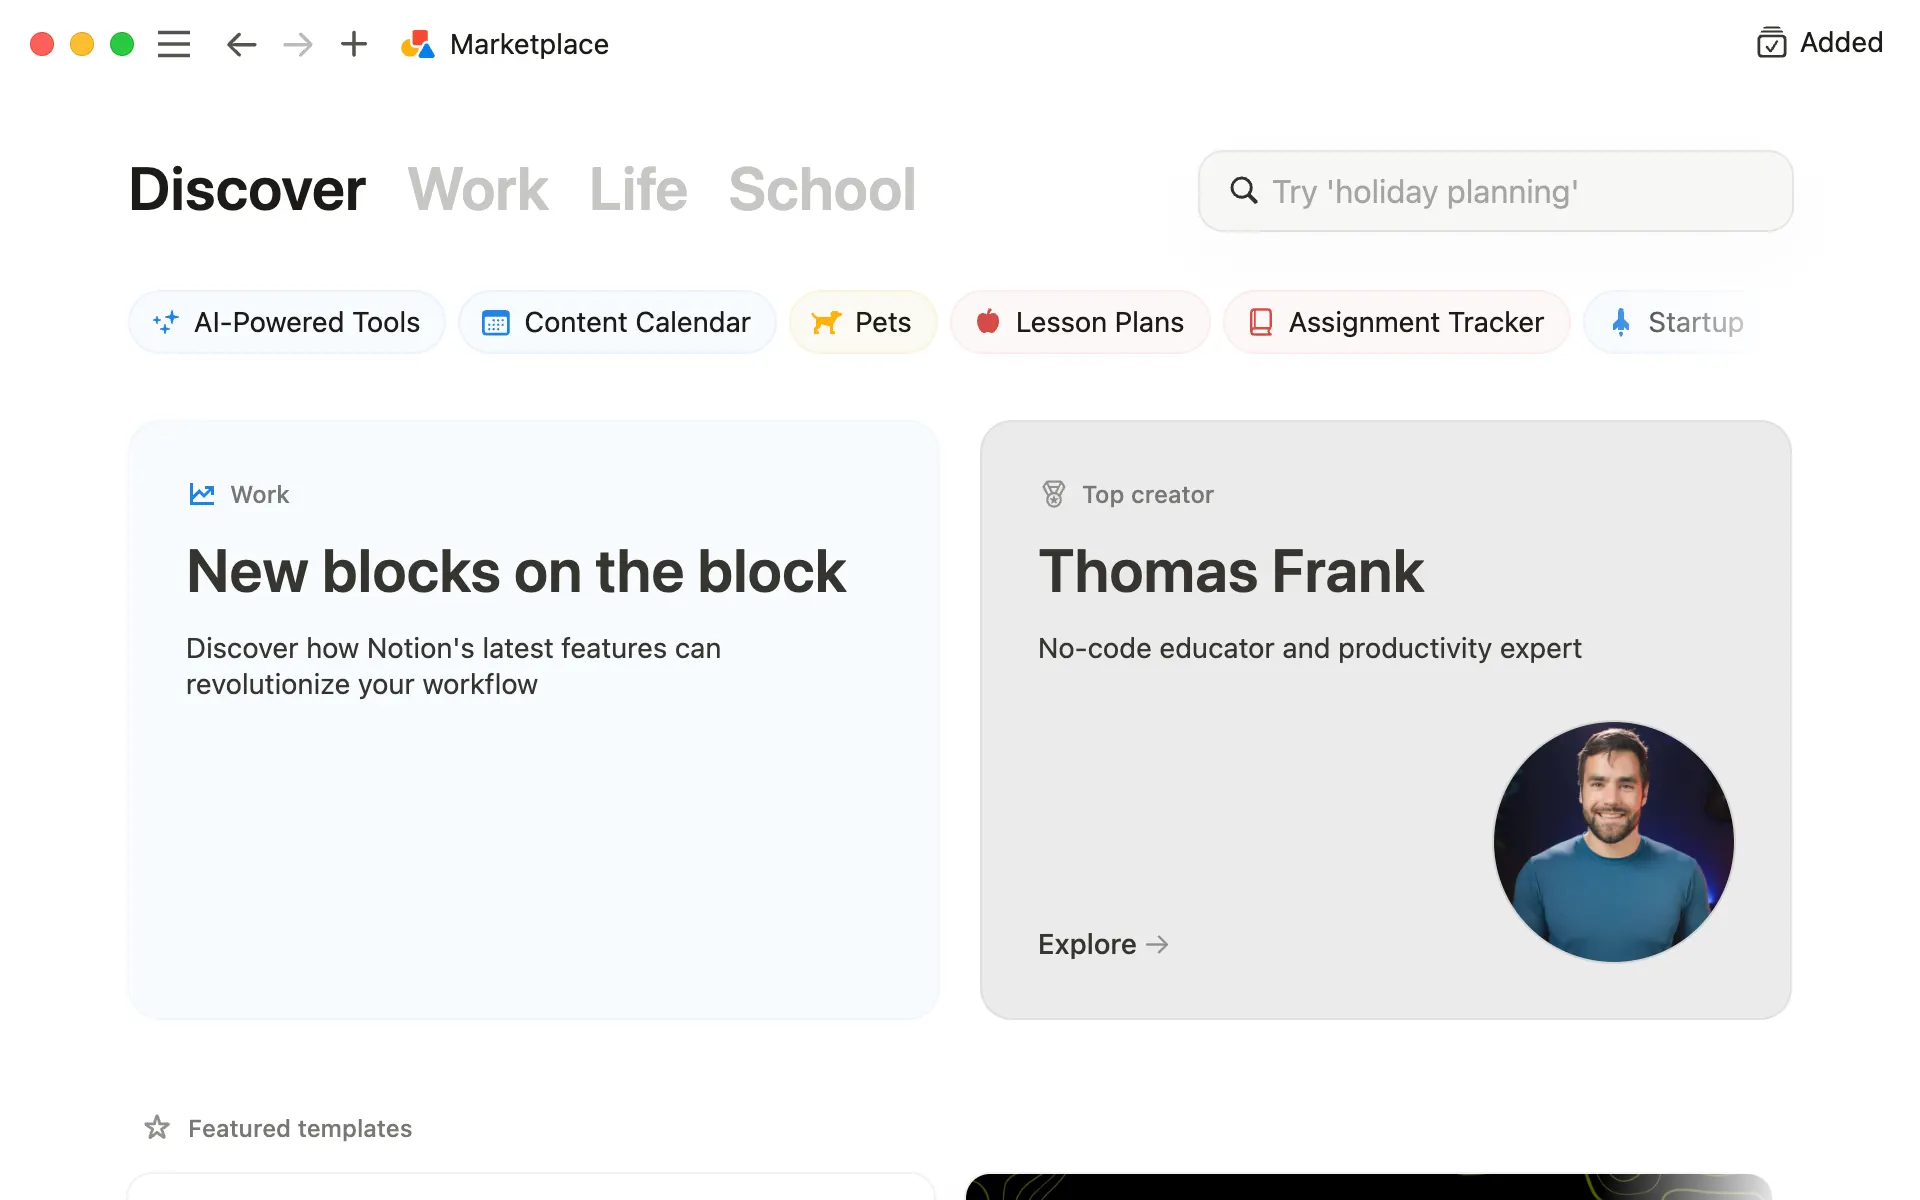 Marketplace
Added
Discover
Work
Life
School
Try 'holiday planning'
AI-Powered Tools
Content Calendar
Pets
Lesson Plans
Assignment Tracker
Startup
Work
New blocks on the block
Discover how Notion's latest features can
revolutionize your workflow
Top creator
Thomas Frank
No-code educator and productivity expert
Explore
Featured templates